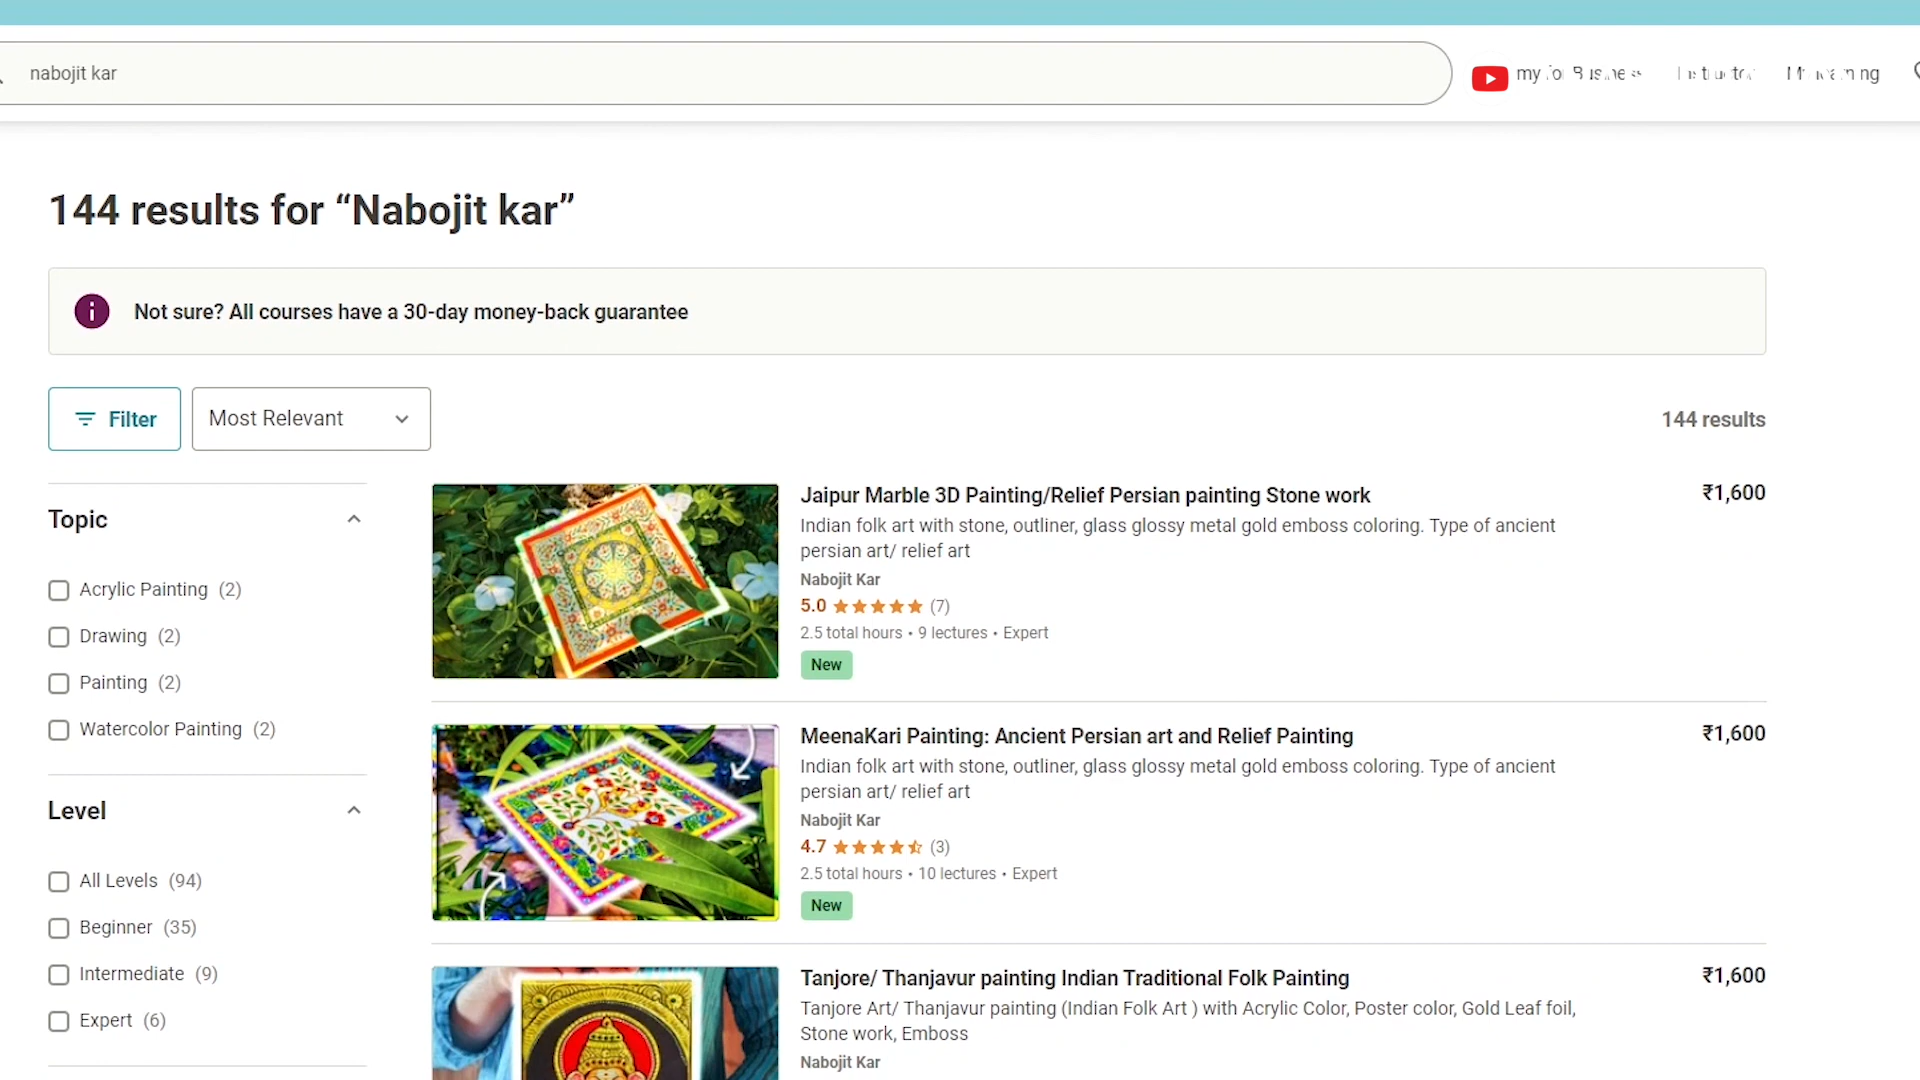 nabojit kar
my for Business
Instructor
My learning
144 results for “Nabojit kar”
Not sure? All courses have a 30-day money-back guarantee
Filter
Most Relevant
144 results
Topic
Acrylic Painting (2)
Drawing (2)
Painting (2)
Watercolor Painting (2)
Level
All Levels (94)
Beginner (35)
Intermediate (9)
Expert (6)
Jaipur Marble 3D Painting/Relief Persian painting Stone work
₹1,600
Indian folk art with stone, outliner, glass glossy metal gold emboss coloring. Type of ancient
persian art/ relief art
Nabojit Kar
5.0 (7)
2.5 total hours • 9 lectures • Expert
New
MeenaKari Painting: Ancient Persian art and Relief Painting
₹1,600
Indian folk art with stone, outliner, glass glossy metal gold emboss coloring. Type of ancient
persian art/ relief art
Nabojit Kar
4.7 (3)
2.5 total hours • 10 lectures • Expert
New
Tanjore/ Thanjavur painting Indian Traditional Folk Painting
₹1,600
Tanjore Art/ Thanjavur painting (Indian Folk Art ) with Acrylic Color, Poster color, Gold Leaf foil,
Stone work, Emboss
Nabojit Kar